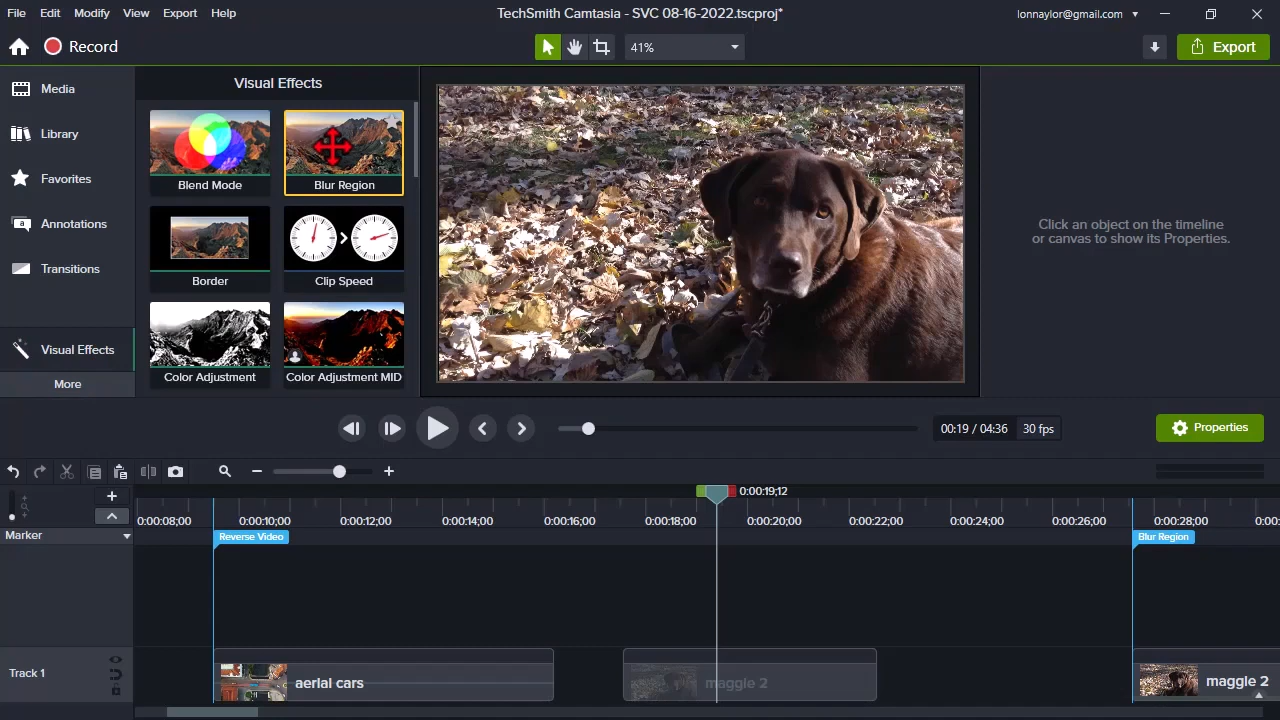 File Edit Modify View Export Help
TechSmith Camtasia - SVC 08-16-2022.tscproj*
lonnaylor@gmail.com
Record
41%
Export
Media
Library
Favorites
Annotations
Transitions
Visual Effects
More
Visual Effects
Blend Mode
Blur Region
Border
Clip Speed
Color Adjustment
Color Adjustment MID
Click an object on the timeline
or canvas to show its Properties.
00:19 / 04:36
30 fps
Properties
0:00:19;12
0:00:08;00 0:00:10;00 0:00:12;00 0:00:14;00 0:00:16;00 0:00:18;00 0:00:20;00 0:00:22;00 0:00:24;00 0:00:26;00 0:00:28;00
Marker
Reverse Video
Blur Region
Track 1
aerial cars
maggie 2
maggie 2